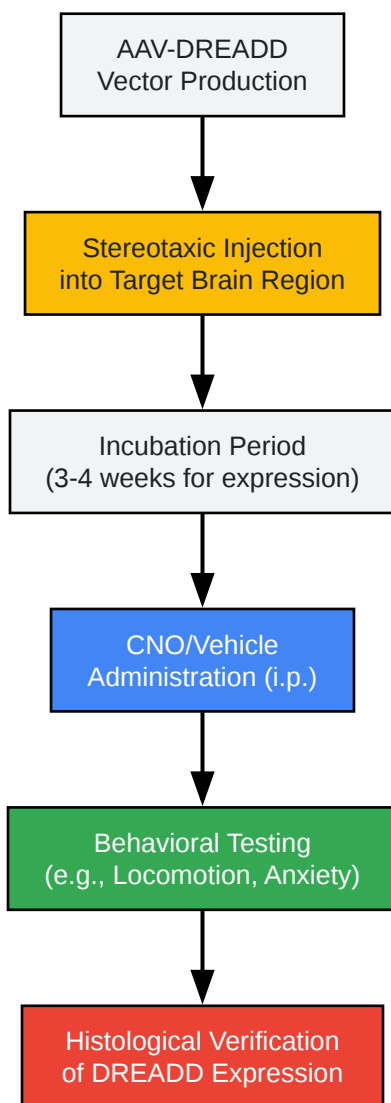 AAV-DREADD
Vector Production
Stereotaxic Injection
into Target Brain Region
Incubation Period
(3-4 weeks for expression)
CNO/Vehicle
Administration (i.p.)
Behavioral Testing
(e.g., Locomotion, Anxiety)
Histological Verification
of DREADD Expression